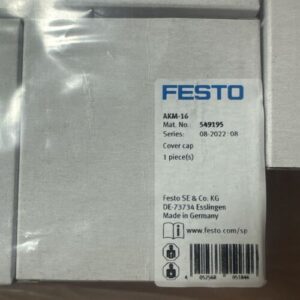 FESTO
AKM-16
Mat. No. 549195
Series: 08-2022:08
Cover cap
1 piece(s)
Festo SE & Co. KG
DE-73734 Esslingen
Made in Germany
www.festo.com/sp